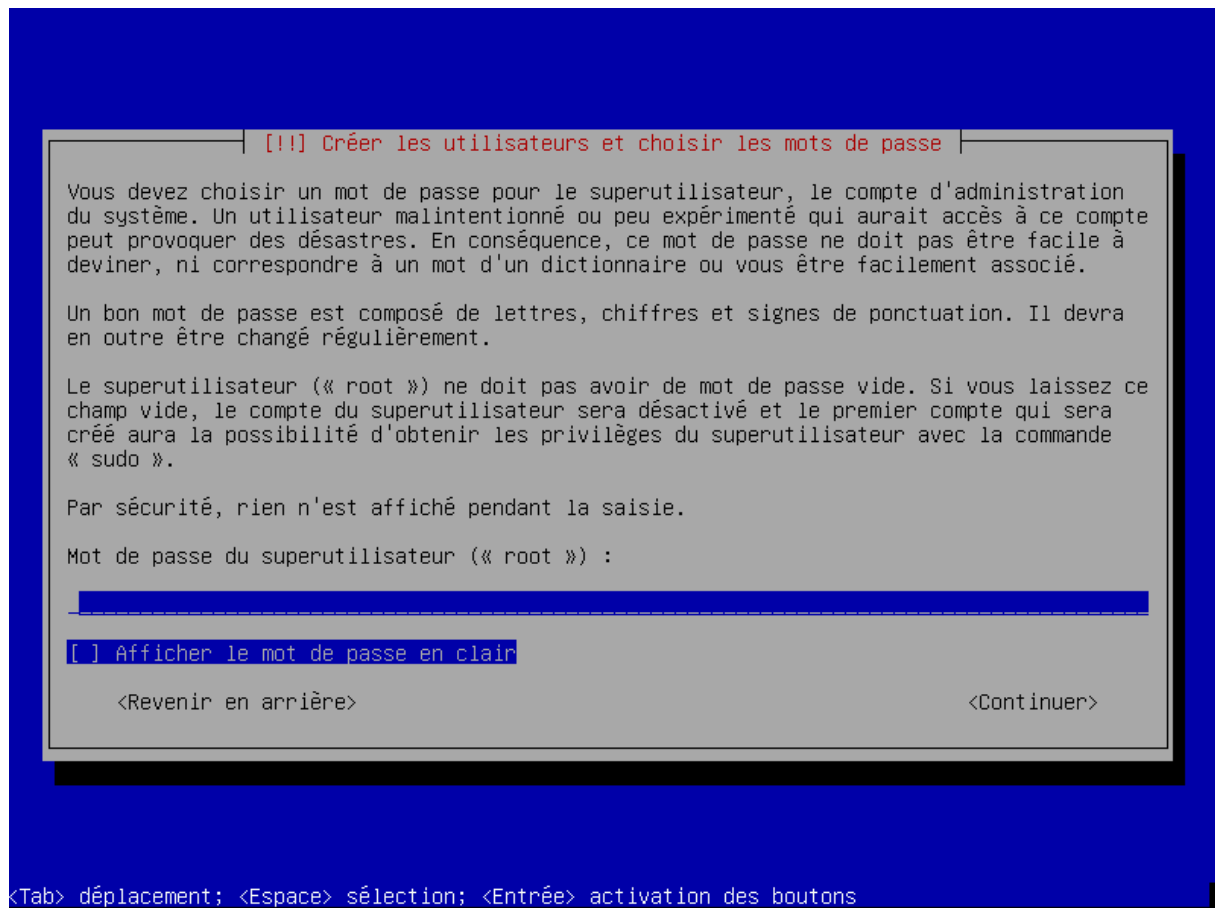 [!!] Créer les utilisateurs et choisir les mots de passe
Vous devez choisir un mot de passe pour le superutilisateur, le compte d'administration
du système. Un utilisateur malintentionné ou peu expérimenté qui aurait accès à ce compte
peut provoquer des désastres. En conséquence, ce mot de passe ne doit pas être facile à
deviner, ni correspondre à un mot d'un dictionnaire ou vous être facilement associé.
Un bon mot de passe est composé de lettres, chiffres et signes de ponctuation. Il devra
en outre être changé régulièrement.
Le superutilisateur (« root ») ne doit pas avoir de mot de passe vide. Si vous laissez ce
champ vide, le compte du superutilisateur sera désactivé et le premier compte qui sera
créé aura la possibilité d'obtenir les privilèges du superutilisateur avec la commande
« sudo ».
Par sécurité, rien n'est affiché pendant la saisie.
Mot de passe du superutilisateur (« root ») :
[ ] Afficher le mot de passe en clair
<Revenir en arrière> <Continuer>
<Tab> déplacement; <Espace> sélection; <Entrée> activation des boutons